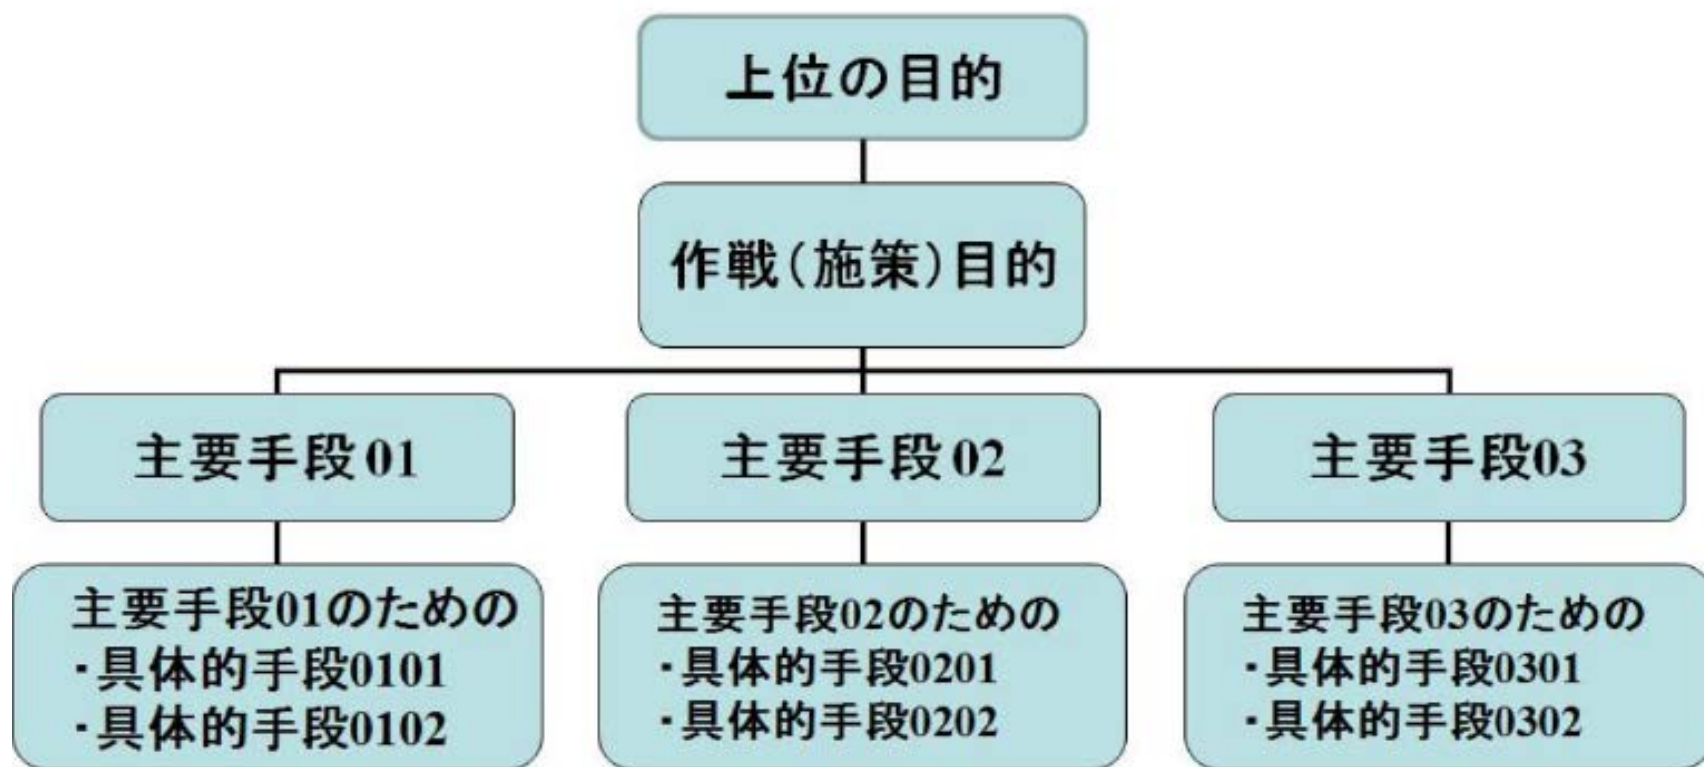 上位の目的
作戦（施策）目的
主要手段01
主要手段02
主要手段03
主要手段01のための
・具体的手段0101
・具体的手段0102
主要手段02のための
・具体的手段0201
・具体的手段0202
主要手段03のための
・具体的手段0301
・具体的手段0302